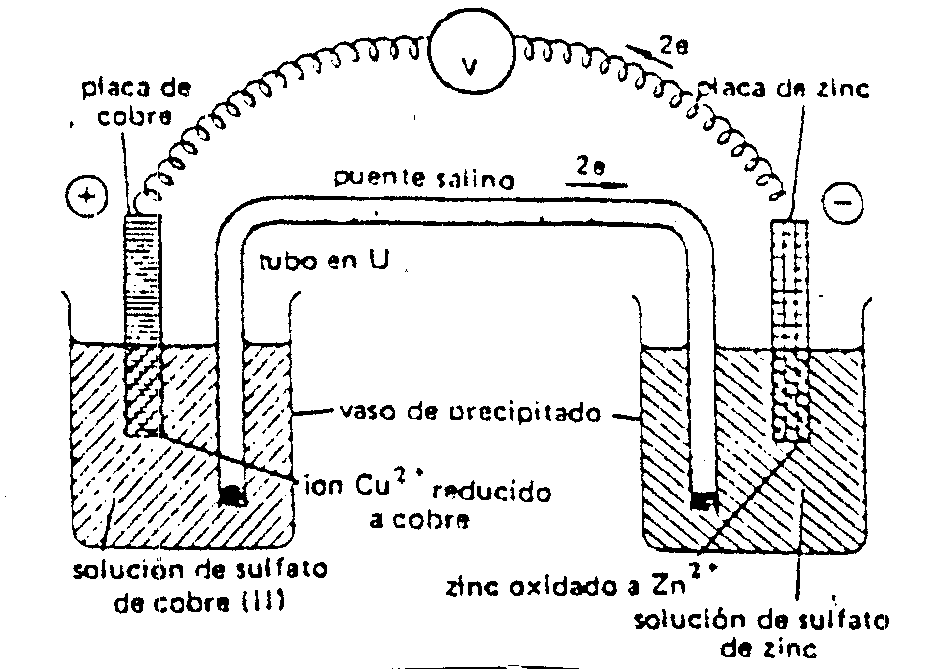 V
2e
placa de
cobre
placa de zinc
+
puente salino
2e
−
tubo en U
vaso de precipitado
ion Cu²⁺ reducido
a cobre
solución de sulfato
de cobre (II)
zinc oxidado a Zn²⁺
solución de sulfato
de zinc